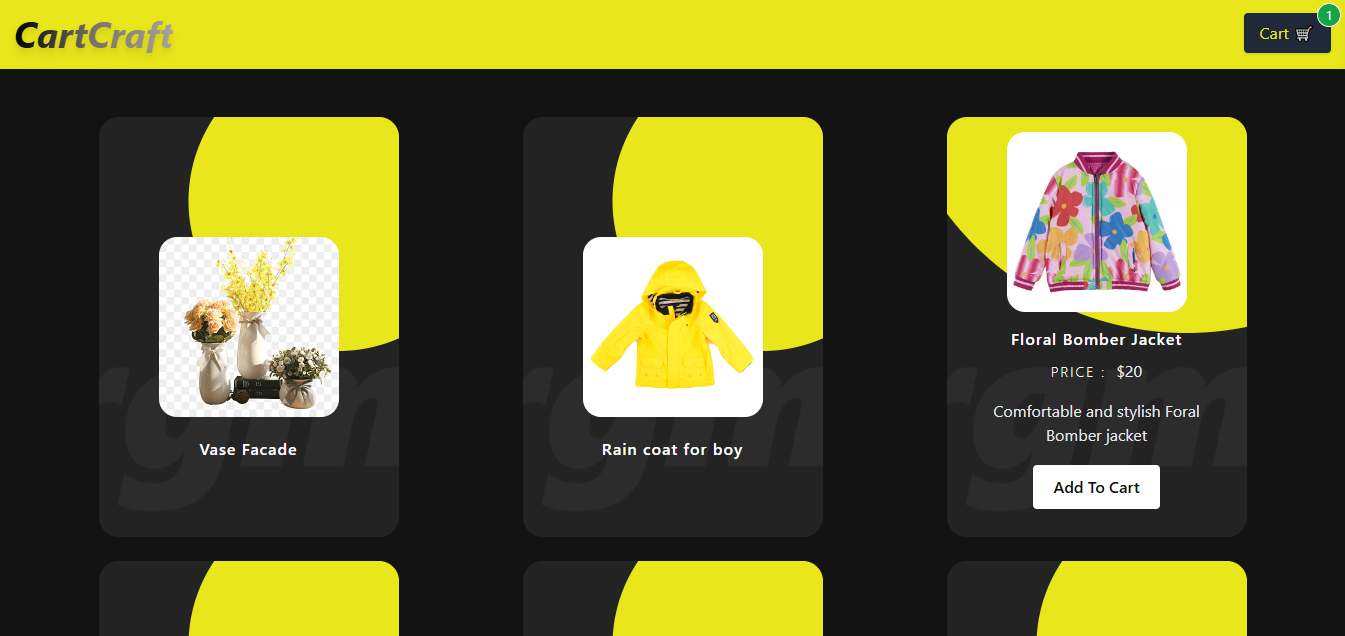 CartCraft
Cart 🛒
1
Vase Facade
Rain coat for boy
Floral Bomber Jacket
PRICE : $20
Comfortable and stylish Foral
Bomber jacket
Add To Cart